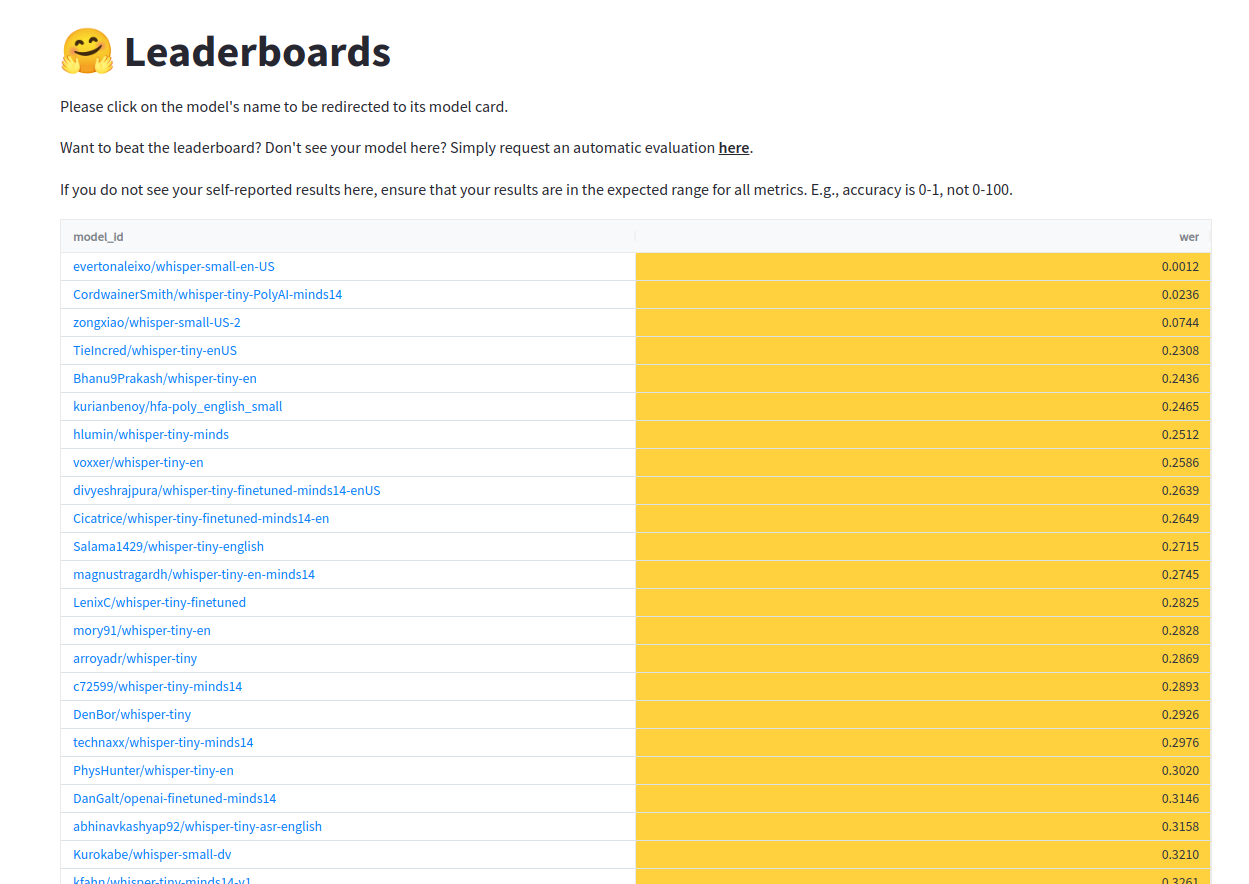 🤗 Leaderboards
Please click on the model's name to be redirected to its model card.
Want to beat the leaderboard? Don't see your model here? Simply request an automatic evaluation here.
If you do not see your self-reported results here, ensure that your results are in the expected range for all metrics. E.g., accuracy is 0-1, not 0-100.
model_id wer
evertonaleixo/whisper-small-en-US 0.0012
CordwainerSmith/whisper-tiny-PolyAI-minds14 0.0236
zongxiao/whisper-small-US-2 0.0744
TieIncred/whisper-tiny-enUS 0.2308
Bhanu9Prakash/whisper-tiny-en 0.2436
kurianbenoy/hfa-poly_english_small 0.2465
hlumin/whisper-tiny-minds 0.2512
voxxer/whisper-tiny-en 0.2586
divyeshrajpura/whisper-tiny-finetuned-minds14-enUS 0.2639
Cicatrice/whisper-tiny-finetuned-minds14-en 0.2649
Salama1429/whisper-tiny-english 0.2715
magnustragardh/whisper-tiny-en-minds14 0.2745
LenixC/whisper-tiny-finetuned 0.2825
mory91/whisper-tiny-en 0.2828
arroyadr/whisper-tiny 0.2869
c72599/whisper-tiny-minds14 0.2893
DenBor/whisper-tiny 0.2926
technaxx/whisper-tiny-minds14 0.2976
PhysHunter/whisper-tiny-en 0.3020
DanGalt/openai-finetuned-minds14 0.3146
abhinavkashyap92/whisper-tiny-asr-english 0.3158
Kurokabe/whisper-small-dv 0.3210
kfahn/whisper-tiny-minds14-v1 0.3261